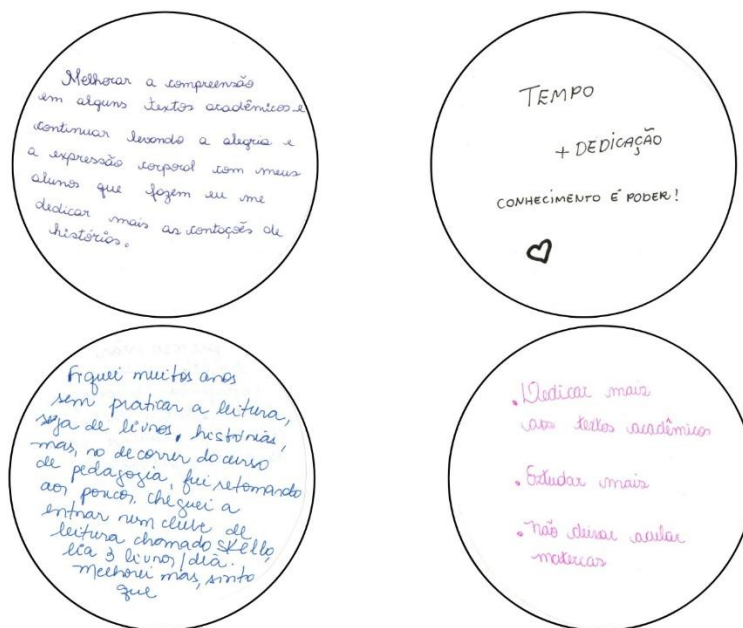 Melhorar a compreensão
em alguns textos acadêmicos e
continuar levando a alegria e
a expressão corporal com meus
alunos que fazem eu me
dedicar mais as contações de
histórias.
TEMPO
+ DEDICAÇÃO
CONHECIMENTO É PODER!
Fiquei muitos anos
sem praticar a leitura,
seja de livros, histórias,
mas, no decorrer do curso
de pedagogia, fui retomando
aos poucos, cheguei a
entrar num clube de
leitura chamado Skello,
lia 3 livros/dia.
Melhorei mas, sinto
que
. Dedicar mais
aos textos acadêmicos
. Estudar mais
. não deixar
materias